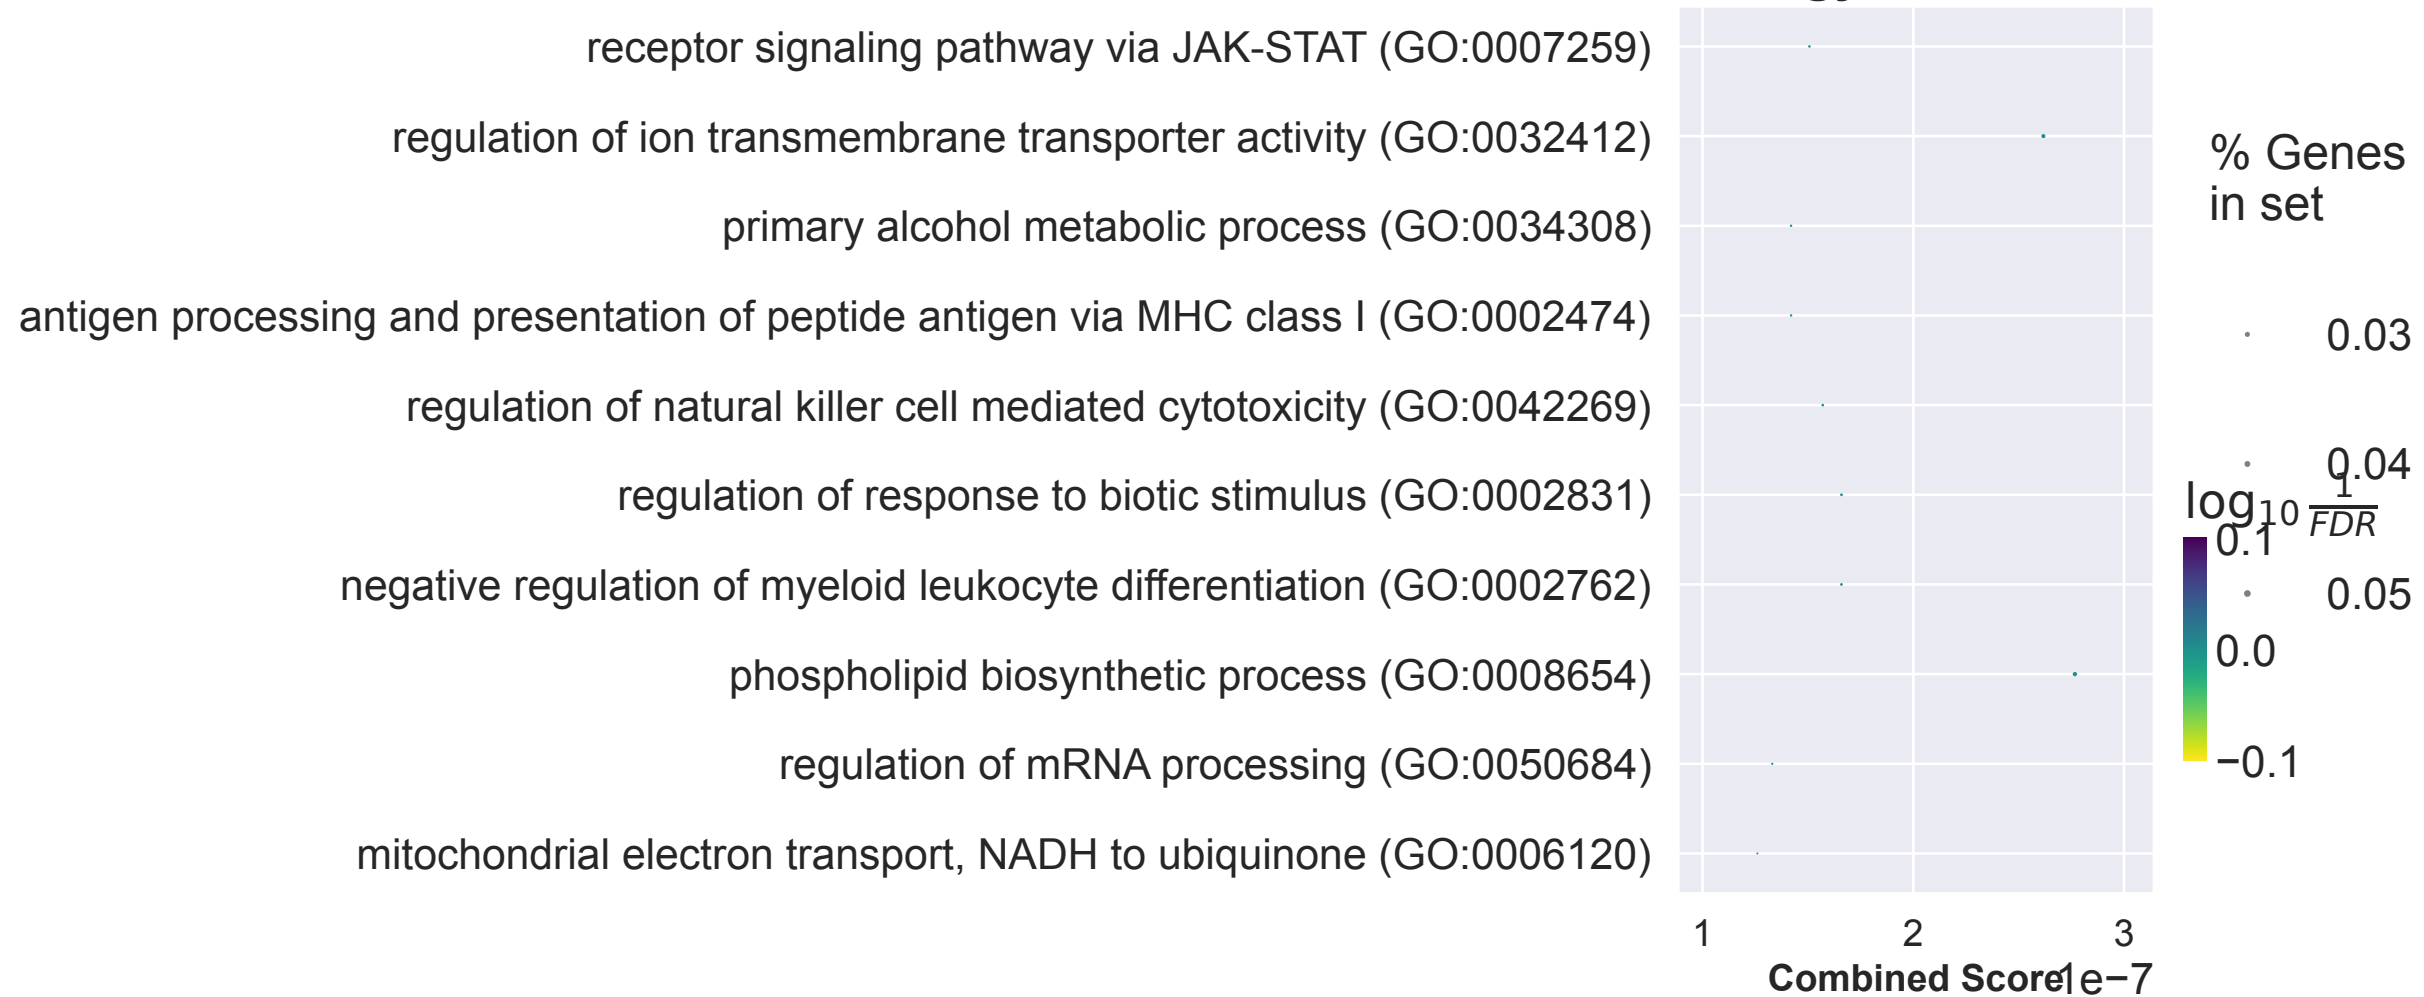 receptor signaling pathway via JAK-STAT (GO:0007259)
regulation of ion transmembrane transporter activity (GO:0032412)
primary alcohol metabolic process (GO:0034308)
antigen processing and presentation of peptide antigen via MHC class I (GO:0002474)
regulation of natural killer cell mediated cytotoxicity (GO:0042269)
regulation of response to biotic stimulus (GO:0002831)
negative regulation of myeloid leukocyte differentiation (GO:0002762)
phospholipid biosynthetic process (GO:0008654)
regulation of mRNA processing (GO:0050684)
mitochondrial electron transport, NADH to ubiquinone (GO:0006120)
1 2 3
Combined Score
1e−7
% Genes
in set
0.03
0.04
0.05
log10 1/FDR
0.1
0.0
−0.1